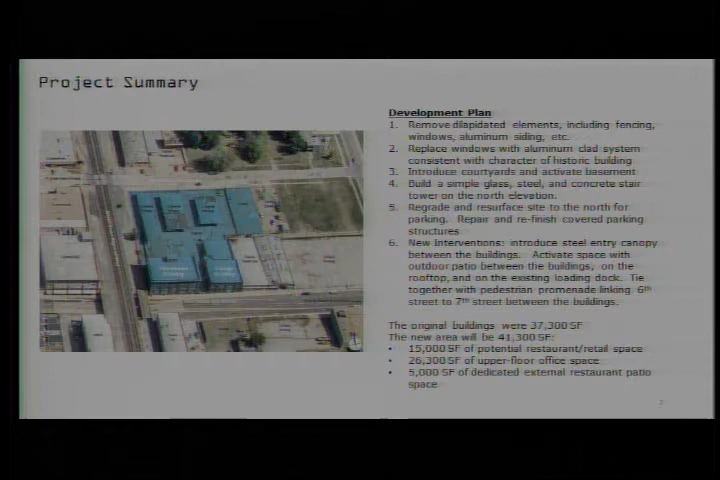 Project Summary
Development Plan
1. Remove dilapidated elements, including fencing,
windows, aluminum siding, etc.
2. Replace windows with aluminum clad system
consistent with character of historic building
3. Introduce courtyards and activate basement
4. Build a simple glass, steel, and concrete stair
tower on the north elevation.
5. Regrade and resurface site to the north for
parking. Repair and re-finish covered parking
structures
6. New Interventions: introduce steel entry canopy
between the buildings. Activate space with
outdoor patio between the buildings, on the
rooftop, and on the existing loading dock. Tie
together with pedestrian promenade linking 6th
street to 7th street between the buildings.
The original buildings were 37,300 SF
The new area will be 41,300 SF:
• 15,000 SF of potential restaurant/retail space
• 26,300 SF of upper-floor office space
• 5,000 SF of dedicated external restaurant patio
space